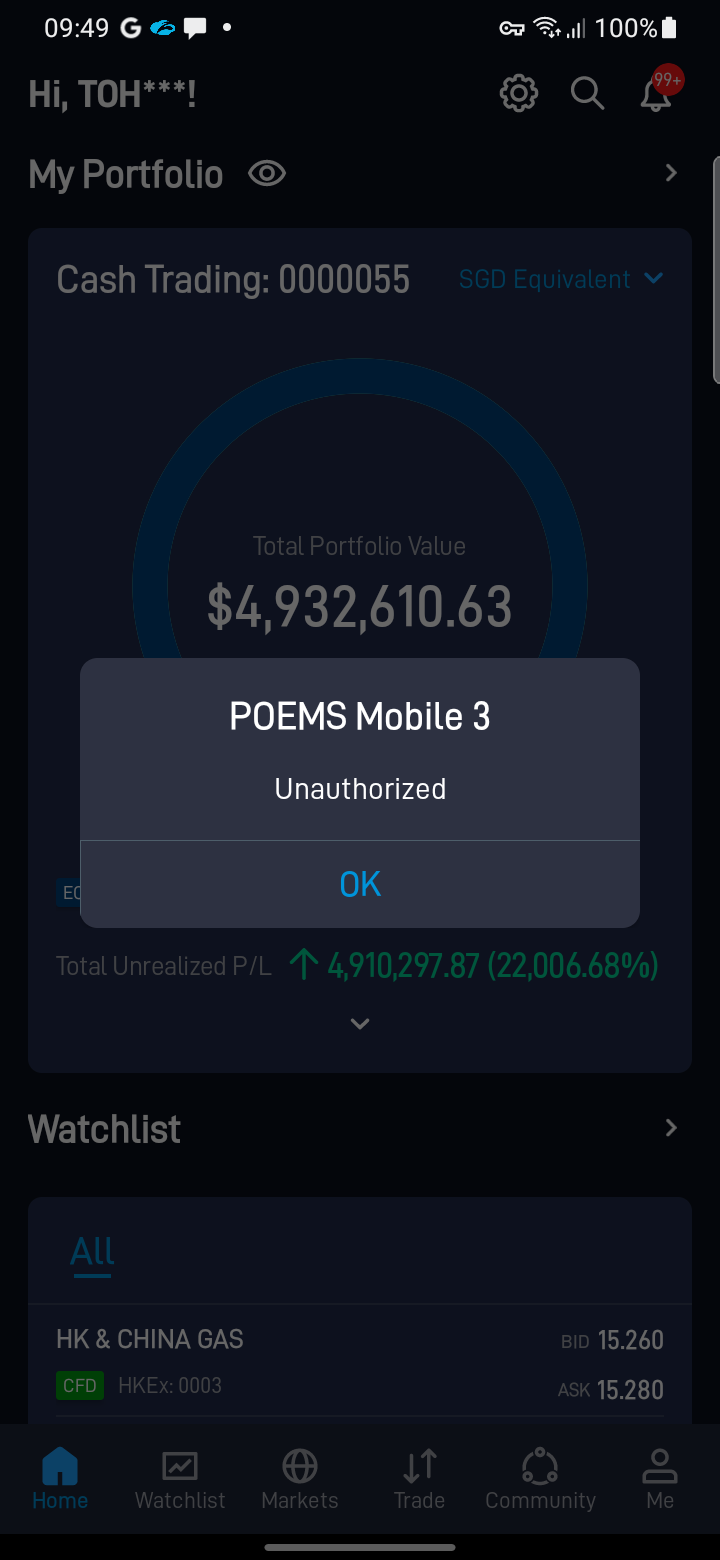 09:49 G 100%
Hi, TOH***!
99+
My Portfolio
Cash Trading: 0000055 SGD Equivalent
Total Portfolio Value
$4,932,610.63
POEMS Mobile 3
Unauthorized
OK
Total Unrealized P/L 4,910,297.87 (22,006.68%)
Watchlist
All
HK & CHINA GAS BID 15.260
CFD HKEx: 0003 ASK 15.280
Home Watchlist Markets Trade Community Me